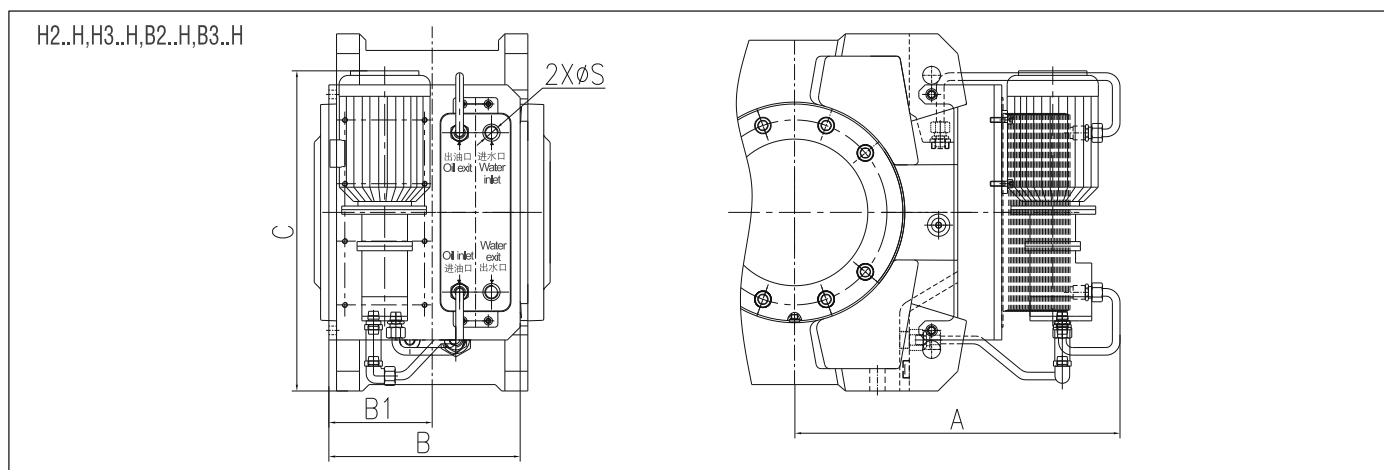 H2..H,H3..H,B2..H,B3..H
2XøS
出油口
Oil exit
进水口
Water
inlet
C
Oil inlet
进油口
Water
exit
出水口
B1
B
A